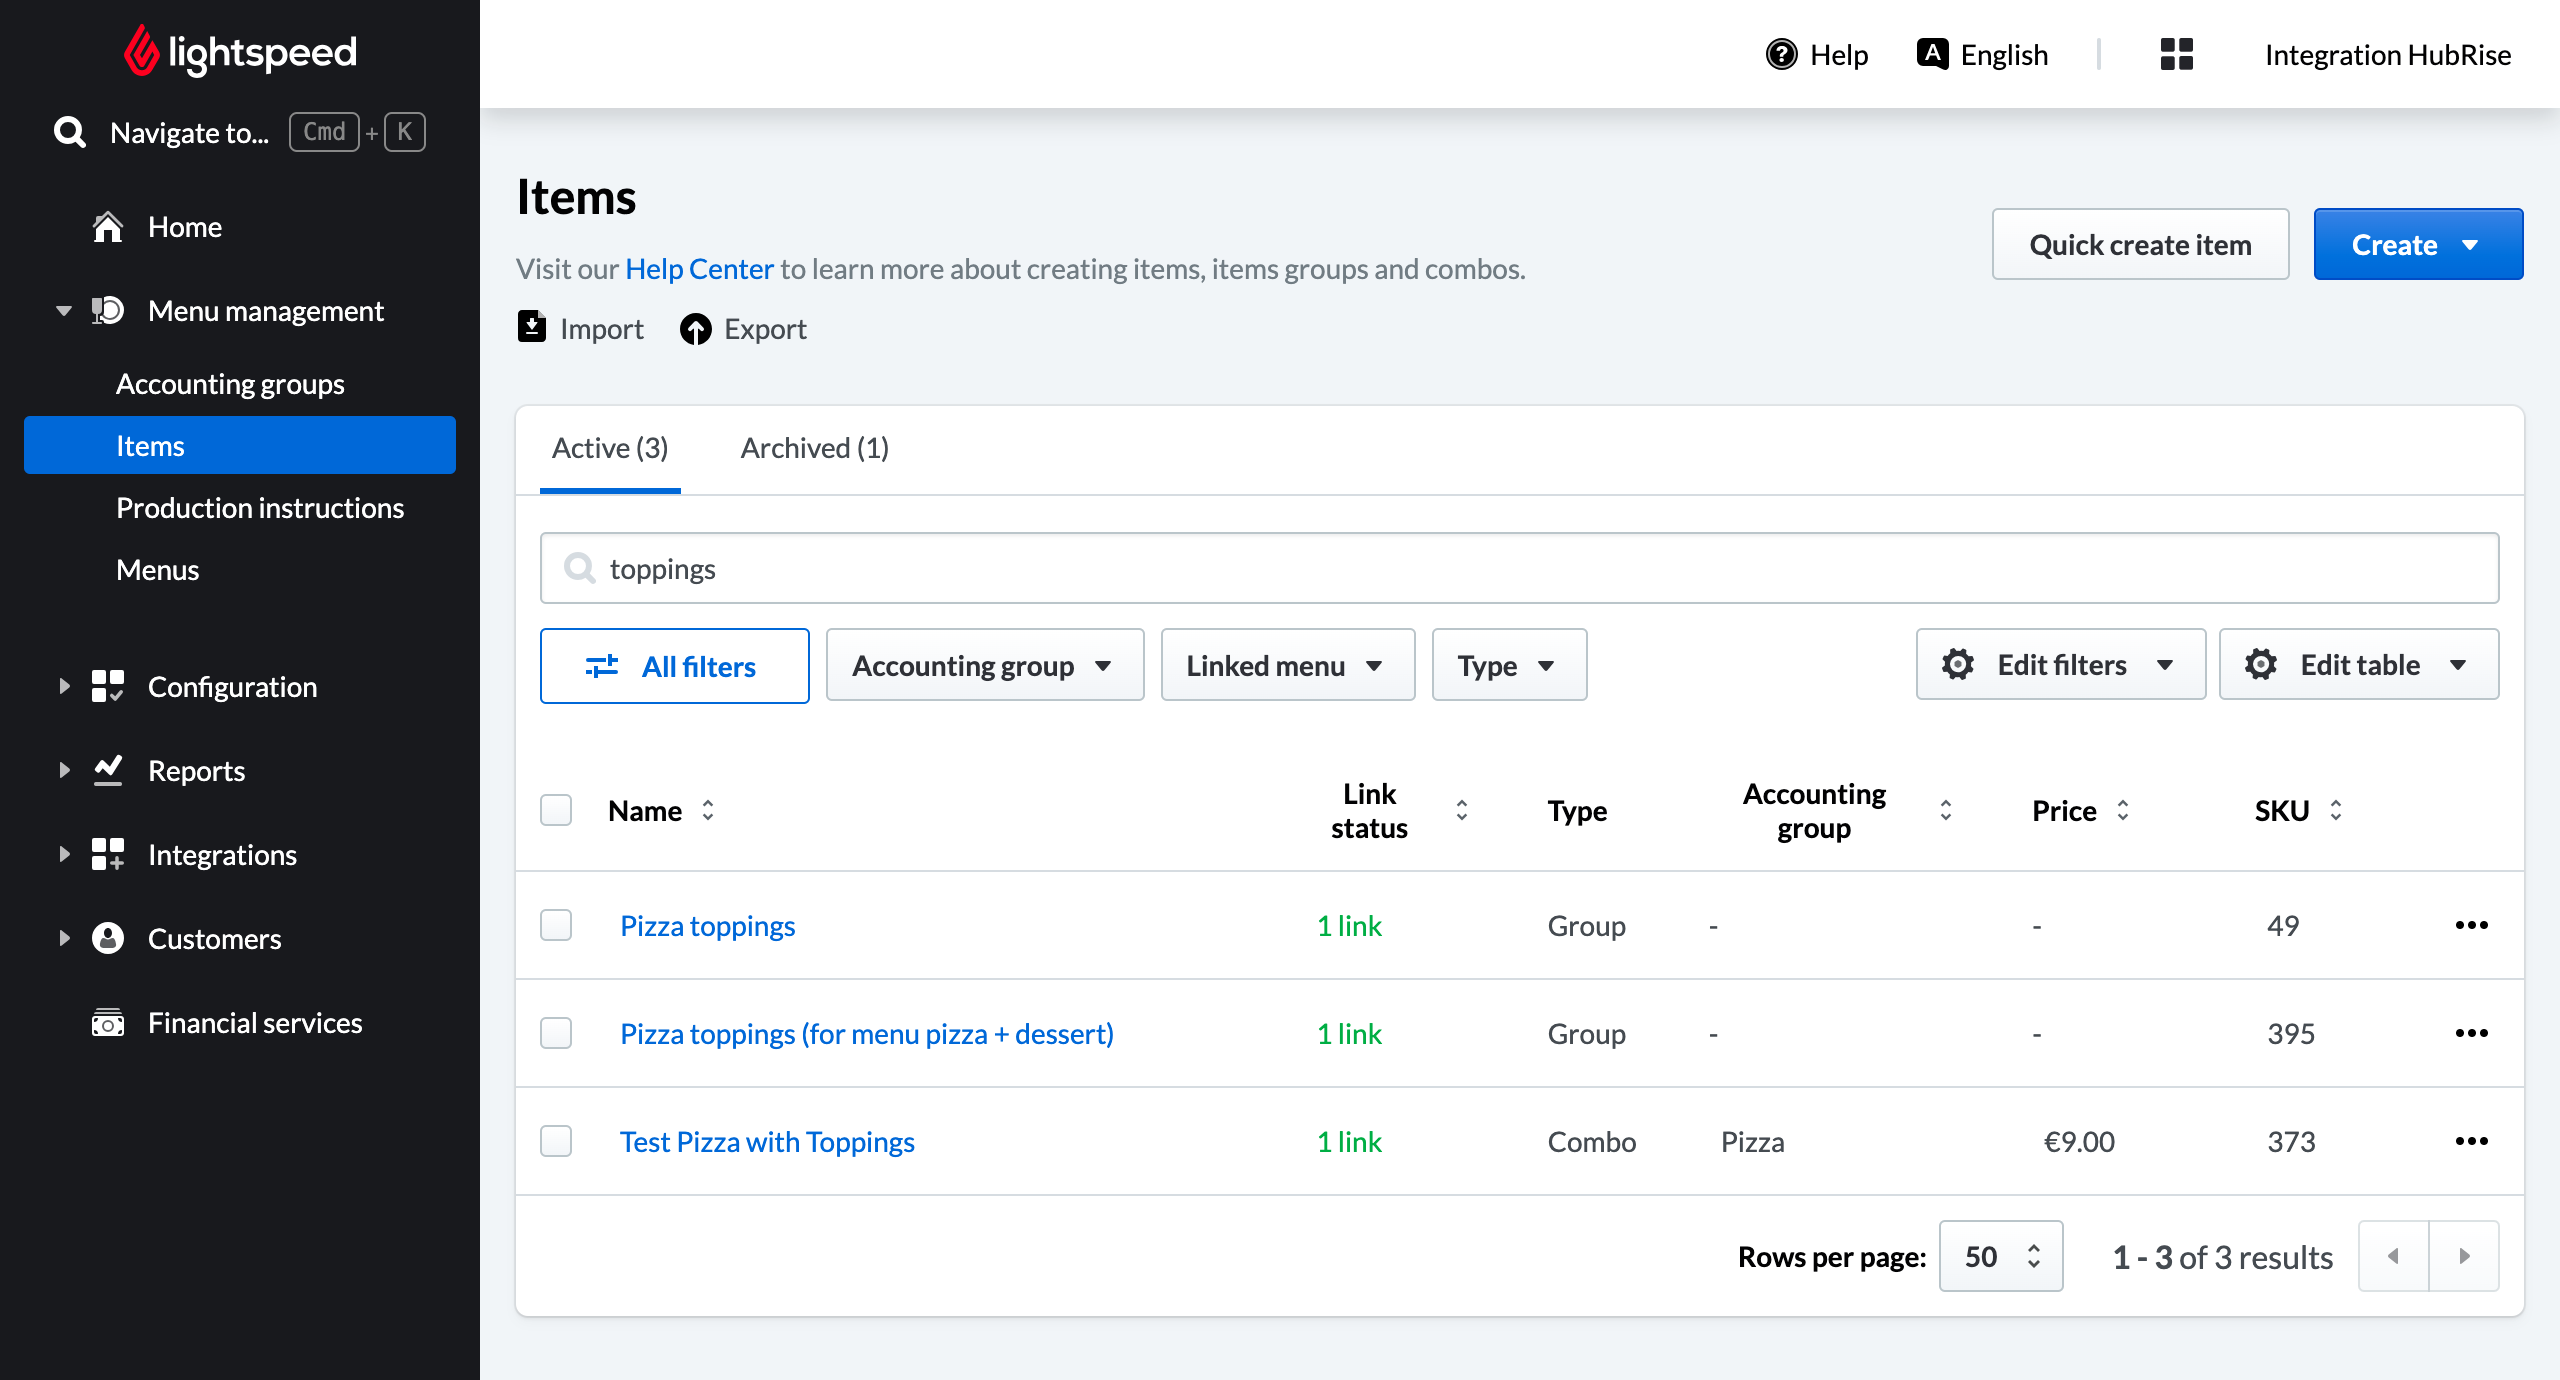 lightspeed
Navigate to... Cmd + K
Home
Menu management
Accounting groups
Items
Production instructions
Menus
Configuration
Reports
Integrations
Customers
Financial services
? Help A English Integration HubRise
Items
Visit our Help Center to learn more about creating items, items groups and combos.
Quick create item Create
Import Export
Active (3) Archived (1)
toppings
All filters Accounting group Linked menu Type Edit filters Edit table
Name Link status Type Accounting group Price SKU
Pizza toppings 1 link Group - - 49
Pizza toppings (for menu pizza + dessert) 1 link Group - - 395
Test Pizza with Toppings 1 link Combo Pizza €9.00 373
Rows per page: 50 1 - 3 of 3 results